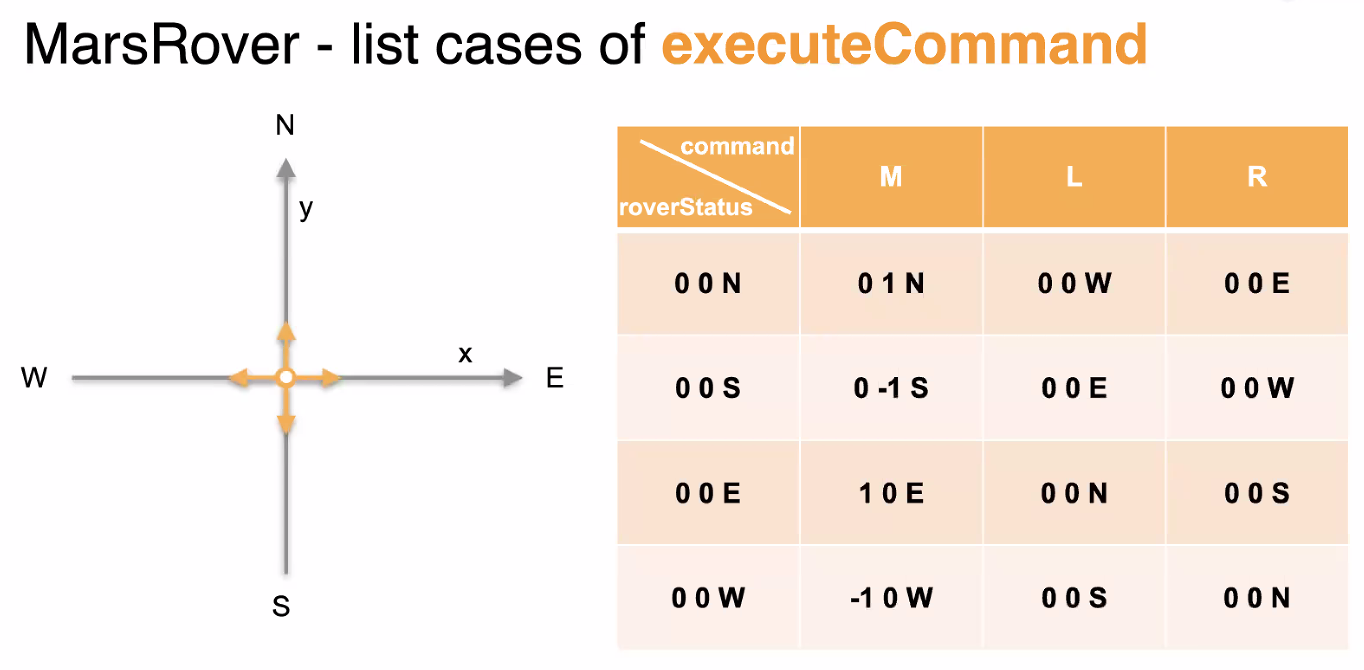 MarsRover - list cases of executeCommand
N
y
W
x
E
S
command
roverStatus
M
L
R
0 0 N
0 1 N
0 0 W
0 0 E
0 0 S
0 -1 S
0 0 E
0 0 W
0 0 E
1 0 E
0 0 N
0 0 S
0 0 W
-1 0 W
0 0 S
0 0 N